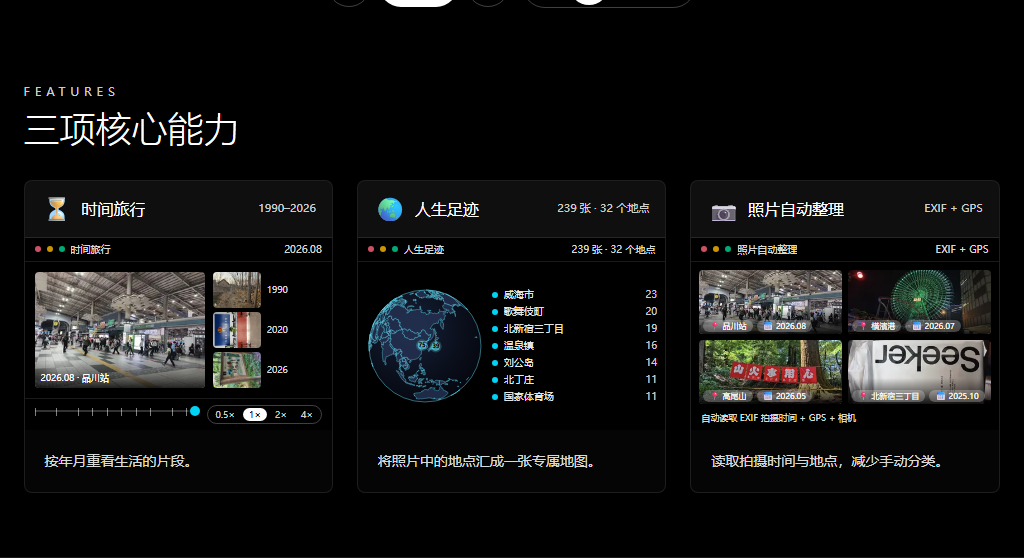 FEATURES
三项核心能力
时间旅行 1990–2026
时间旅行 2026.08
1990
2020
2026
2026.08 · 品川站
0.5× 1× 2× 4×
按年月重看生活的片段。
人生足迹 239 张 · 32 个地点
人生足迹 239 张 · 32 个地点
威海市 23
歌舞伎町 20
北新宿三丁目 19
温泉镇 16
刘公岛 14
北丁庄 11
国家体育场 11
将照片中的地点汇成一张专属地图。
照片自动整理 EXIF + GPS
照片自动整理 EXIF + GPS
品川站 2026.08
横濱港 2026.07
山火事用心
高尾山 2026.05
Seeker
北新宿三丁目 2025.10
自动读取 EXIF 拍摄时间 + GPS + 相机
读取拍摄时间与地点，减少手动分类。